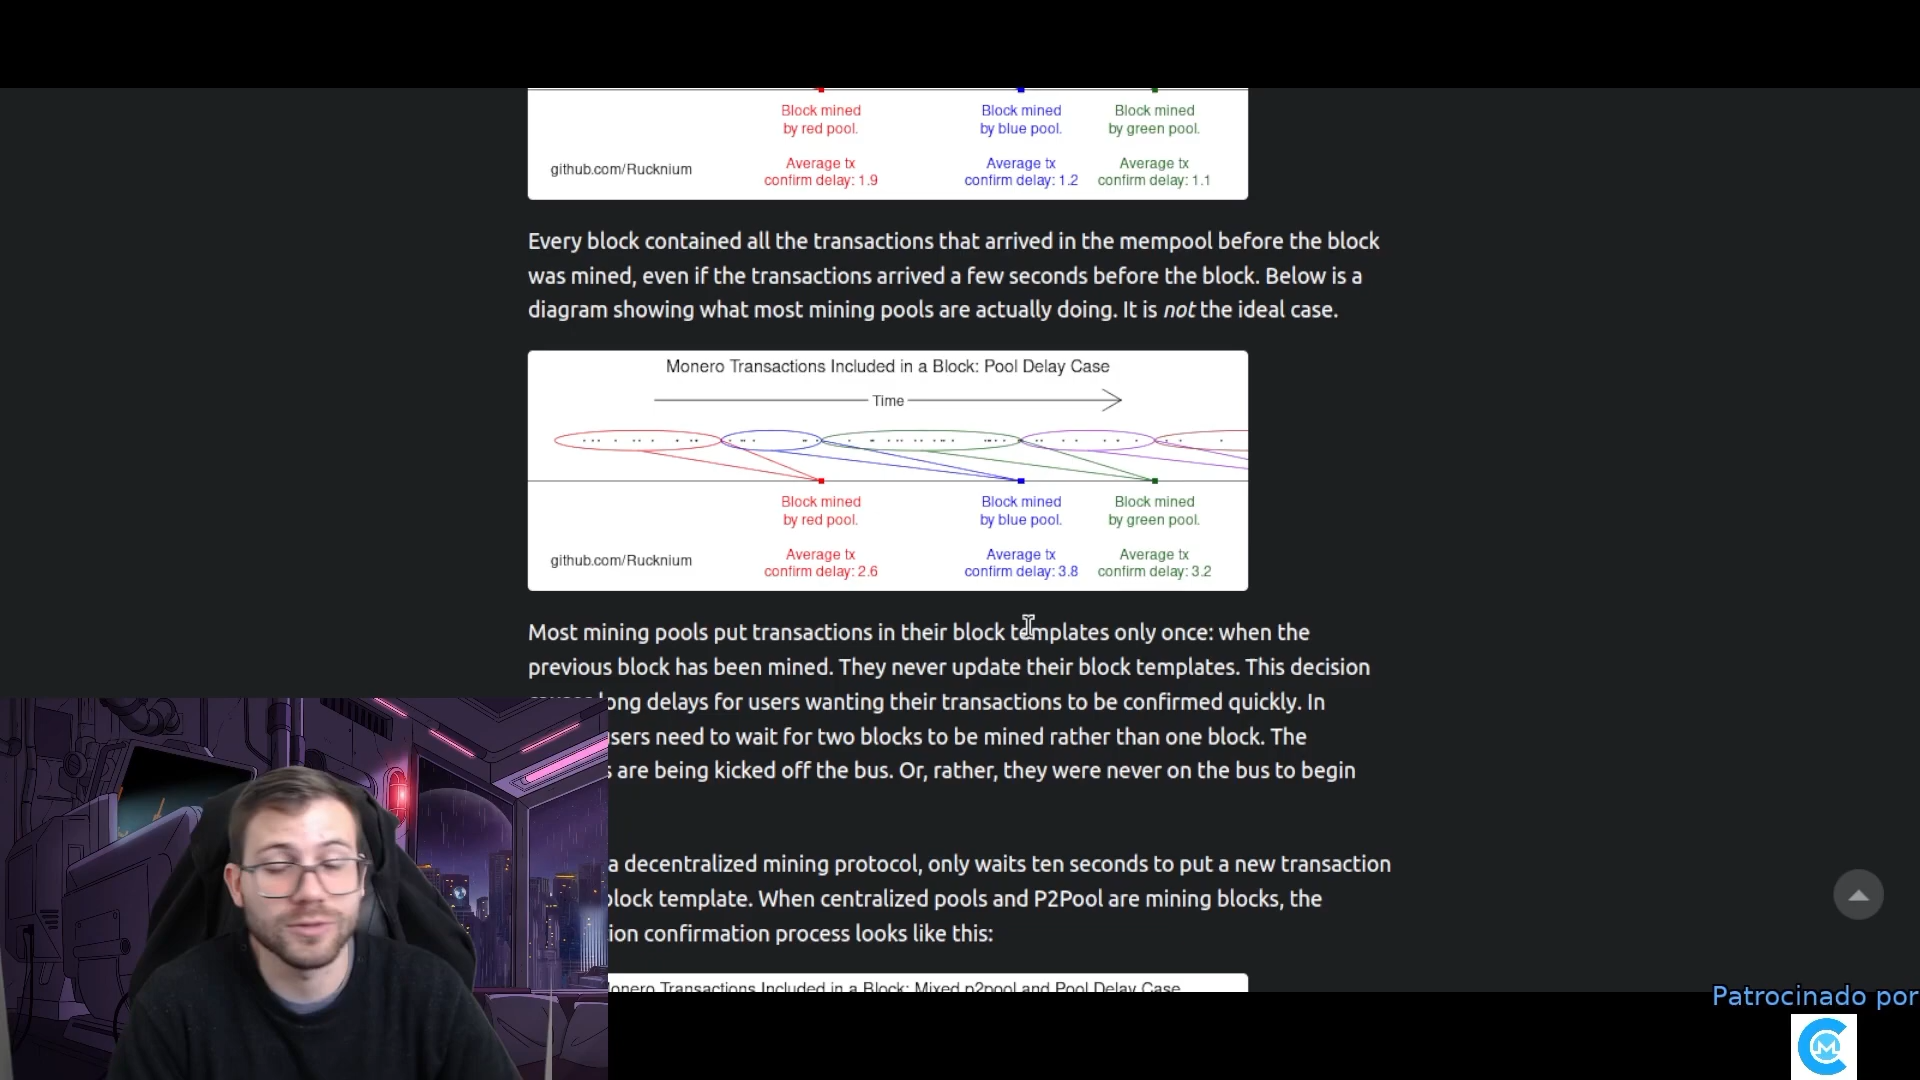 Block mined
by red pool.
Block mined
by blue pool.
Block mined
by green pool.
github.com/Rucknium
Average tx
confirm delay: 1.9
Average tx
confirm delay: 1.2
Average tx
confirm delay: 1.1
Every block contained all the transactions that arrived in the mempool before the block
was mined, even if the transactions arrived a few seconds before the block. Below is a
diagram showing what most mining pools are actually doing. It is not the ideal case.
Monero Transactions Included in a Block: Pool Delay Case
Time
Block mined
by red pool.
Block mined
by blue pool.
Block mined
by green pool.
github.com/Rucknium
Average tx
confirm delay: 2.6
Average tx
confirm delay: 3.8
Average tx
confirm delay: 3.2
Most mining pools put transactions in their block templates only once: when the
previous block has been mined. They never update their block templates. This decision
long delays for users wanting their transactions to be confirmed quickly. In
users need to wait for two blocks to be mined rather than one block. The
are being kicked off the bus. Or, rather, they were never on the bus to begin
a decentralized mining protocol, only waits ten seconds to put a new transaction
block template. When centralized pools and P2Pool are mining blocks, the
confirmation process looks like this:
Monero Transactions Included in a Block: Mixed p2pool and Pool Delay Case
Patrocinado por